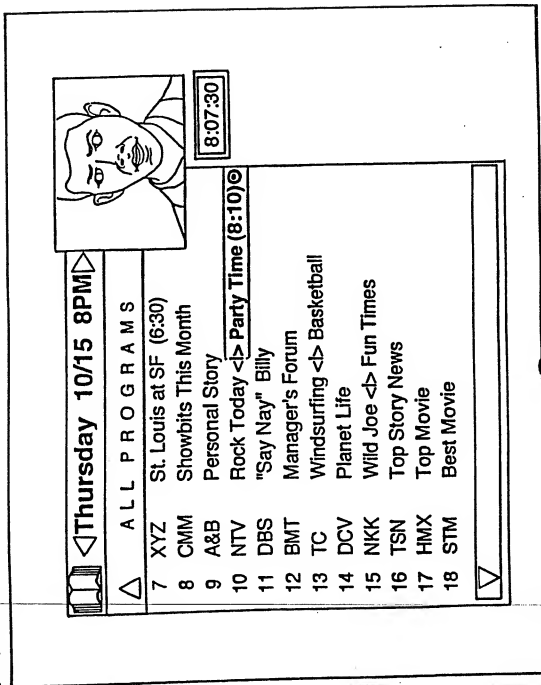 ◁Thursday 10/15 8PM▷
ALL PROGRAMS
8:07:30
7 XYZ St. Louis at SF (6:30)
8 CMM Showbits This Month
9 A&B Personal Story
10 NTV Rock Today <I> Party Time (8:10)⊙
11 DBS "Say Nay" Billy
12 BMT Manager's Forum
13 TC Windsurfing <I> Basketball
14 DCV Planet Life
15 NKK Wild Joe <I> Fun Times
16 TSN Top Story News
17 HMX Top Movie
18 STM Best Movie